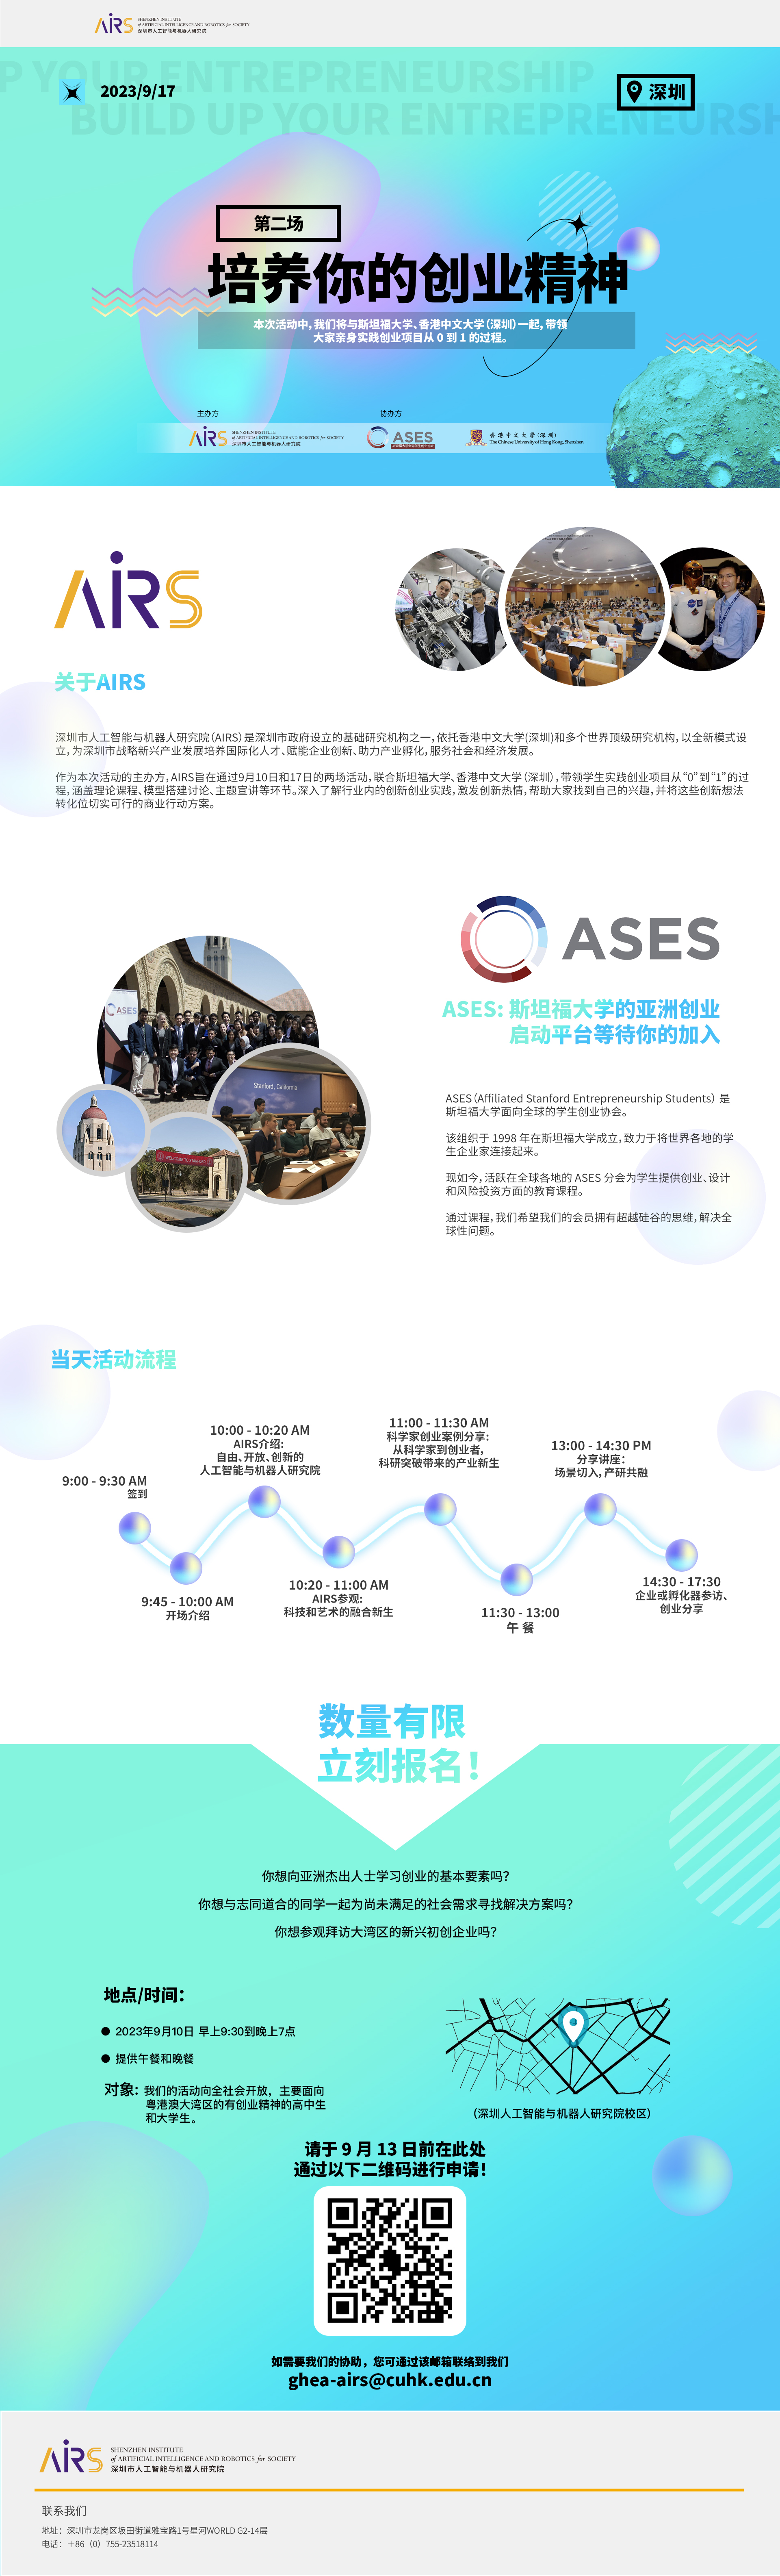 AiRS SHENZHEN INSTITUTE
of ARTIFICIAL INTELLIGENCE AND ROBOTICS for SOCIETY
深圳市人工智能与机器人研究院
P YOUR ENTREPRENEURSHIP
BUILD UP YOUR ENTREPRENEURSH
2023/9/17
深圳
第二场
培养你的创业精神
本次活动中,我们将与斯坦福大学、香港中文大学(深圳)一起,带领
大家亲身实践创业项目从 0 到 1 的过程。
主办方
协办方
AiRS SHENZHEN INSTITUTE
of ARTIFICIAL INTELLIGENCE AND ROBOTICS for SOCIETY
深圳市人工智能与机器人研究院
ASES
香港中文大学(深圳)
The Chinese University of Hong Kong, Shenzhen
AiRS
关于AIRS
深圳市人工智能与机器人研究院(AIRS)是深圳市政府设立的基础研究机构之一,依托香港中文大学(深圳)和多个世界顶级研究机构,以全新模式设
立,为深圳市战略新兴产业发展培养国际化人才、赋能企业创新、助力产业孵化,服务社会和经济发展。
作为本次活动的主办方,AIRS旨在通过9月10日和17日的两场活动,联合斯坦福大学、香港中文大学(深圳),带领学生实践创业项目从“0”到“1”的过
程,涵盖理论课程、模型搭建讨论、主题宣讲等环节。深入了解行业内的创新创业实践,激发创新热情,帮助大家找到自己的兴趣,并将这些创新想法
转化位切实可行的商业行动方案。
ASES
ASES
Stanford, California
WELCOME TO STANFORD
ASES: 斯坦福大学的亚洲创业
启动平台等待你的加入
ASES(Affiliated Stanford Entrepreneurship Students) 是
斯坦福大学面向全球的学生创业协会。
该组织于 1998 年在斯坦福大学成立,致力于将世界各地的学
生企业家连接起来。
现如今,活跃在全球各地的 ASES 分会为学生提供创业、设计
和风险投资方面的教育课程。
通过课程,我们希望我们的会员拥有超越硅谷的思维,解决全
球性问题。
当天活动流程
9:00 - 9:30 AM
签到
9:45 - 10:00 AM
开场介绍
10:00 - 10:20 AM
AIRS介绍:
自由、开放、创新的
人工智能与机器人研究院
10:20 - 11:00 AM
AIRS参观:
科技和艺术的融合新生
11:00 - 11:30 AM
科学家创业案例分享:
从科学家到创业者,
科研突破带来的产业新生
11:30 - 13:00
午 餐
13:00 - 14:30 PM
分享讲座:
场景切入,产研共融
14:30 - 17:30
企业或孵化器参访、
创业分享
数量有限
立刻报名!
你想向亚洲杰出人士学习创业的基本要素吗?
你想与志同道合的同学一起为尚未满足的社会需求寻找解决方案吗?
你想参观拜访大湾区的新兴初创企业吗?
地点/时间:
● 2023年9月10日 早上9:30到晚上7点
● 提供午餐和晚餐
对象: 我们的活动向全社会开放，主要面向
粤港澳大湾区的有创业精神的高中生
和大学生。
(深圳人工智能与机器人研究院校区)
请于 9 月 13 日前在此处
通过以下二维码进行申请!
如需要我们的协助，您可通过该邮箱联络到我们
ghea-airs@cuhk.edu.cn
AiRS SHENZHEN INSTITUTE
of ARTIFICIAL INTELLIGENCE AND ROBOTICS for SOCIETY
深圳市人工智能与机器人研究院
联系我们
地址：深圳市龙岗区坂田街道雅宝路1号星河WORLD G2-14层
电话：+86（0）755-23518114